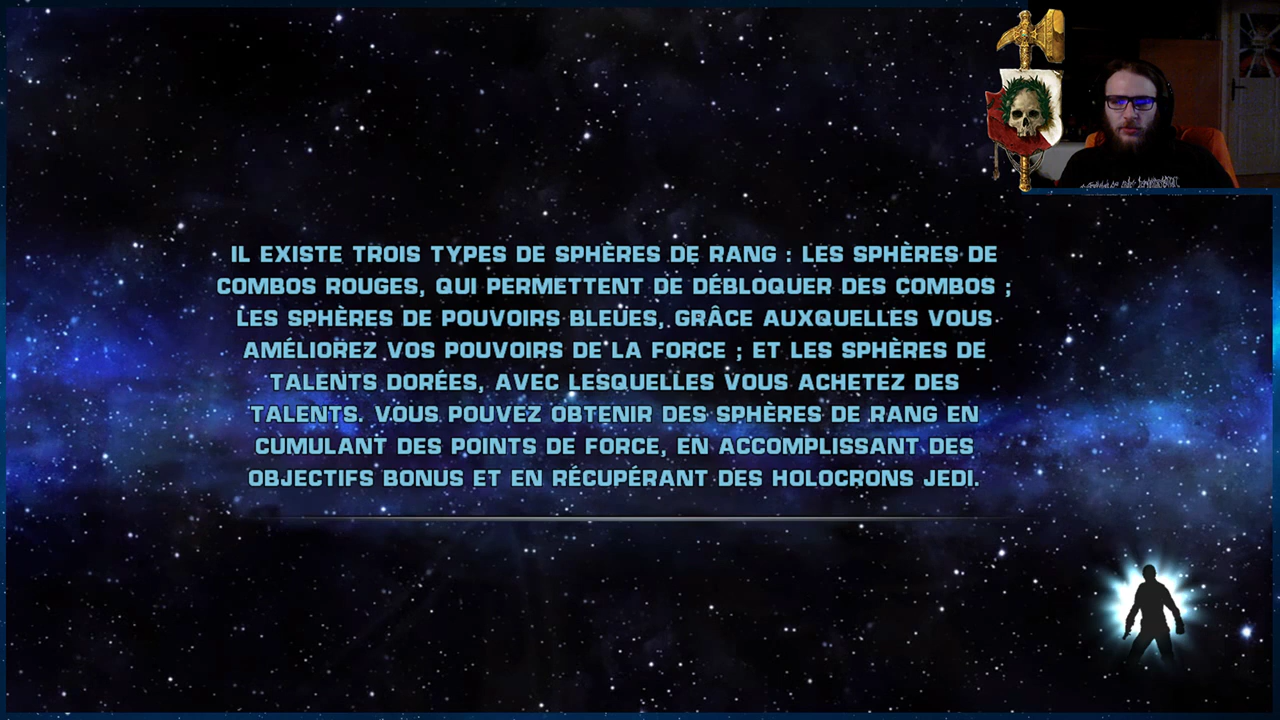 IL EXISTE TROIS TYPES DE SPHÈRES DE RANG : LES SPHÈRES DE
COMBOS ROUGES, QUI PERMETTENT DE DÉBLOQUER DES COMBOS ;
LES SPHÈRES DE POUVOIRS BLEUES, GRÂCE AUXQUELLES VOUS
AMÉLIOREZ VOS POUVOIRS DE LA FORCE ; ET LES SPHÈRES DE
TALENTS DORÉES, AVEC LESQUELLES VOUS ACHETEZ DES
TALENTS. VOUS POUVEZ OBTENIR DES SPHÈRES DE RANG EN
CUMULANT DES POINTS DE FORCE, EN ACCOMPLISSANT DES
OBJECTIFS BONUS ET EN RÉCUPÉRANT DES HOLOCRONS JEDI.